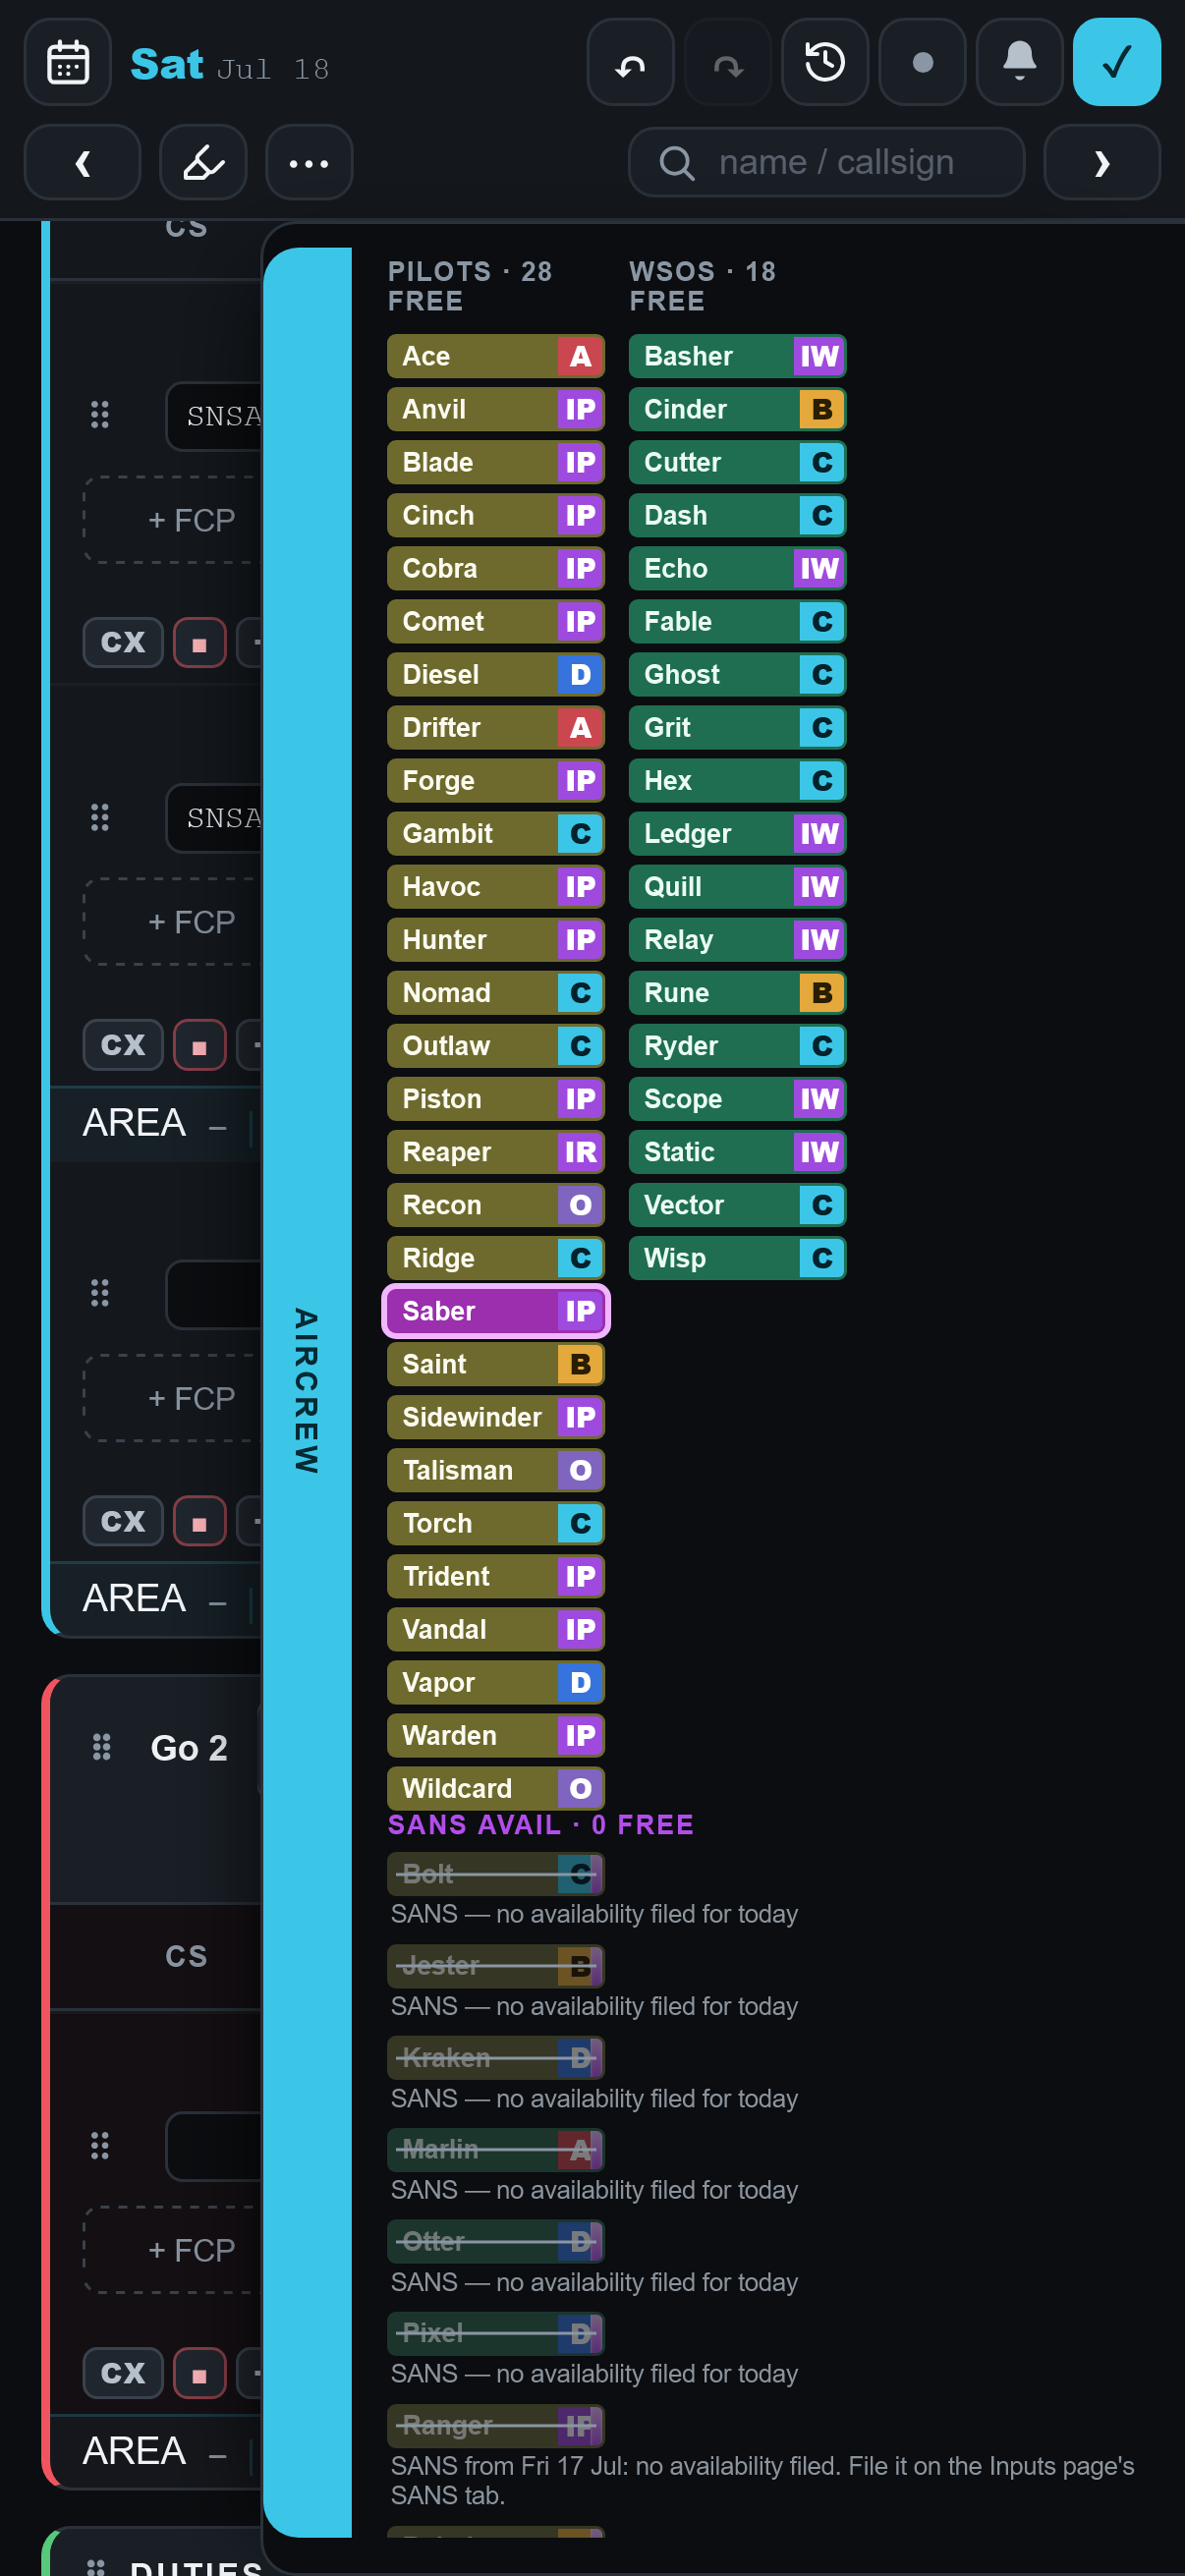 Sat Jul 18
name / callsign
CS
SNSA
+ FCP
CX
SNSA
+ FCP
CX
AREA –
+ FCP
CX
AREA –
Go 2
CS
+ FCP
CX
AREA –
DUTIES
AIRCREW
PILOTS · 28
FREE
Ace A
Anvil IP
Blade IP
Cinch IP
Cobra IP
Comet IP
Diesel D
Drifter A
Forge IP
Gambit C
Havoc IP
Hunter IP
Nomad C
Outlaw C
Piston IP
Reaper IR
Recon O
Ridge C
Saber IP
Saint B
Sidewinder IP
Talisman O
Torch C
Trident IP
Vandal IP
Vapor D
Warden IP
Wildcard O
WSOS · 18
FREE
Basher IW
Cinder B
Cutter C
Dash C
Echo IW
Fable C
Ghost C
Grit C
Hex C
Ledger IW
Quill IW
Relay IW
Rune B
Ryder C
Scope IW
Static IW
Vector C
Wisp C
SANS AVAIL · 0 FREE
Bolt C
SANS — no availability filed for today
Jester B
SANS — no availability filed for today
Kraken D
SANS — no availability filed for today
Marlin A
SANS — no availability filed for today
Otter D
SANS — no availability filed for today
Pixel D
SANS — no availability filed for today
Ranger IP
SANS from Fri 17 Jul: no availability filed. File it on the Inputs page's
SANS tab.